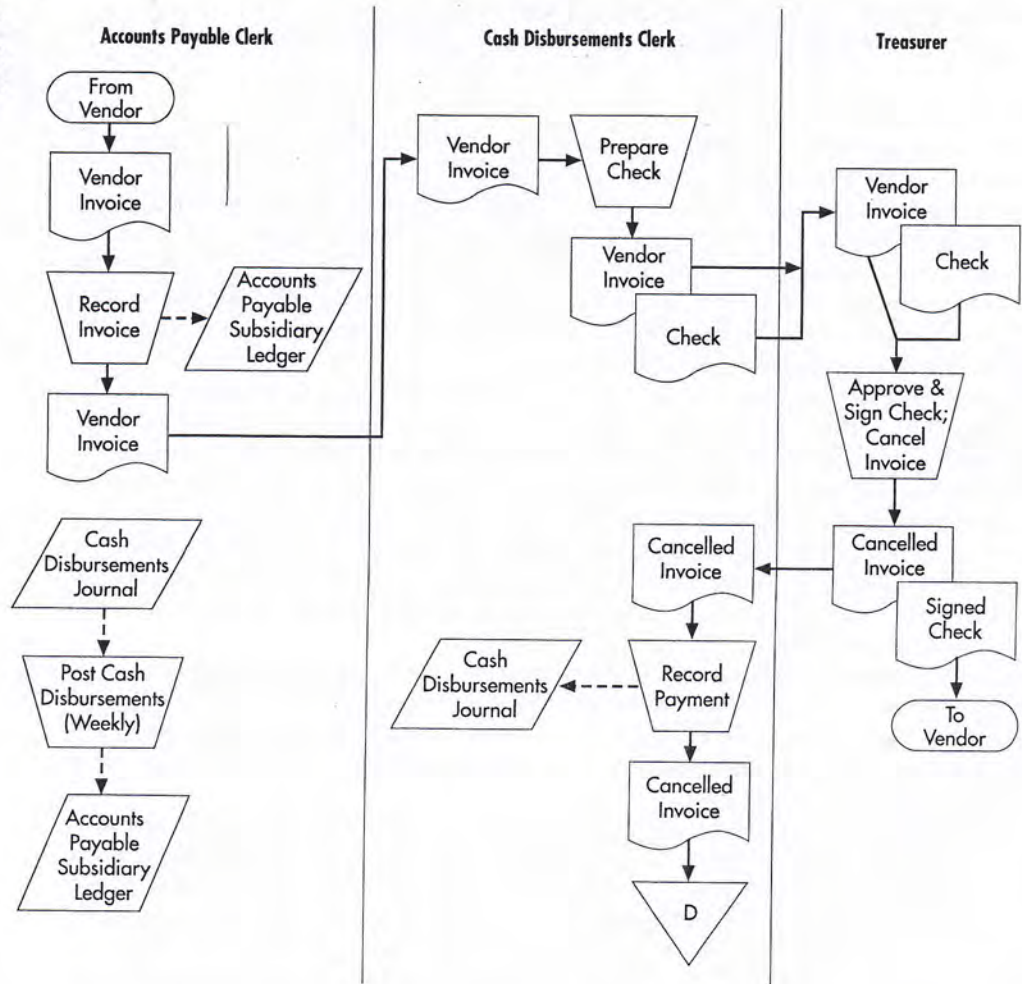 Accounts Payable Clerk
From
Vendor
Vendor
Invoice
Record
Invoice
Accounts
Payable
Subsidiary
Ledger
Vendor
Invoice
Cash
Disbursements
Journal
Post Cash
Disbursements
(Weekly)
Accounts
Payable
Subsidiary
Ledger
Cash Disbursements Clerk
Vendor
Invoice
Prepare
Check
Vendor
Invoice
Check
Cancelled
Invoice
Record
Payment
Cash
Disbursements
Journal
Cancelled
Invoice
D
Treasurer
Vendor
Invoice
Check
Approve &
Sign Check;
Cancel
Invoice
Cancelled
Invoice
Signed
Check
To
Vendor